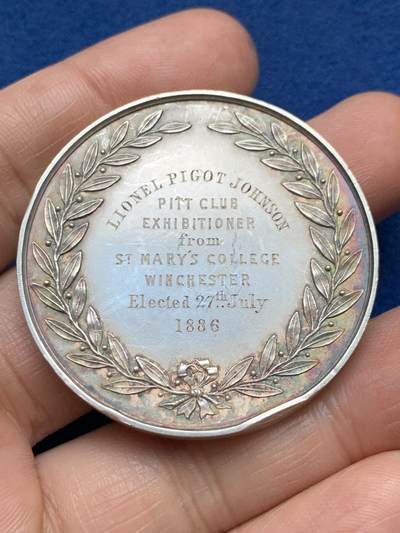 LIONEL PIGOT JOHNSON
PITT CLUB
EXHIBITIONER
from
ST MARY'S COLLEGE
WINCHESTER
Elected 27th July
1886